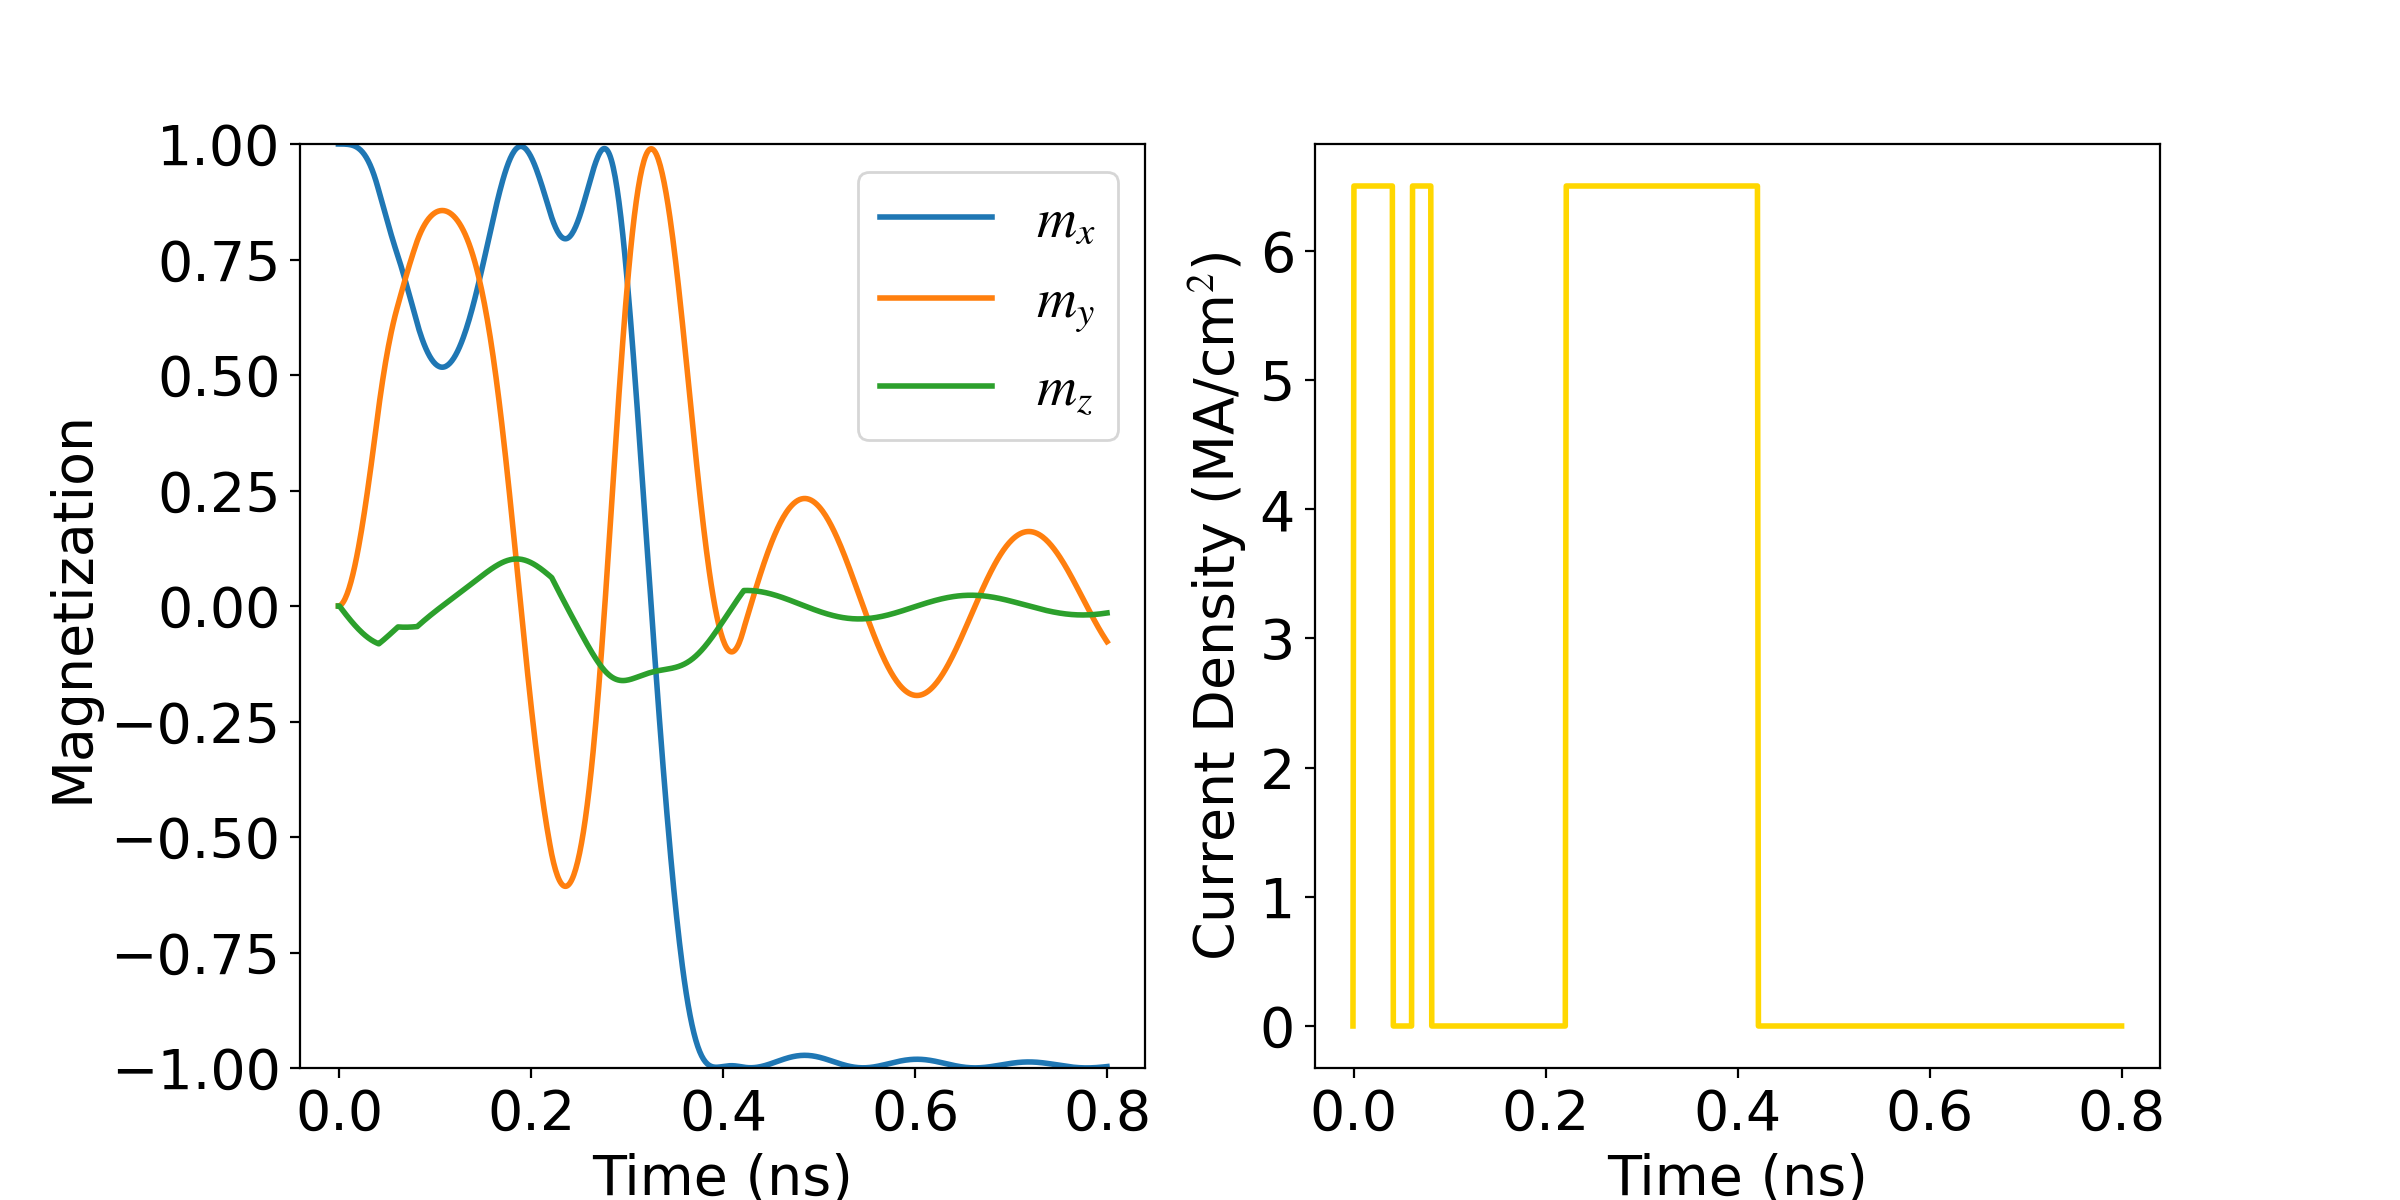 Magnetization
1.00
0.75
0.50
0.25
0.00
−0.25
−0.50
−0.75
−1.00
0.0 0.2 0.4 0.6 0.8
Time (ns)
m_x
m_y
m_z
Current Density (MA/cm²)
6
5
4
3
2
1
0
0.0 0.2 0.4 0.6 0.8
Time (ns)